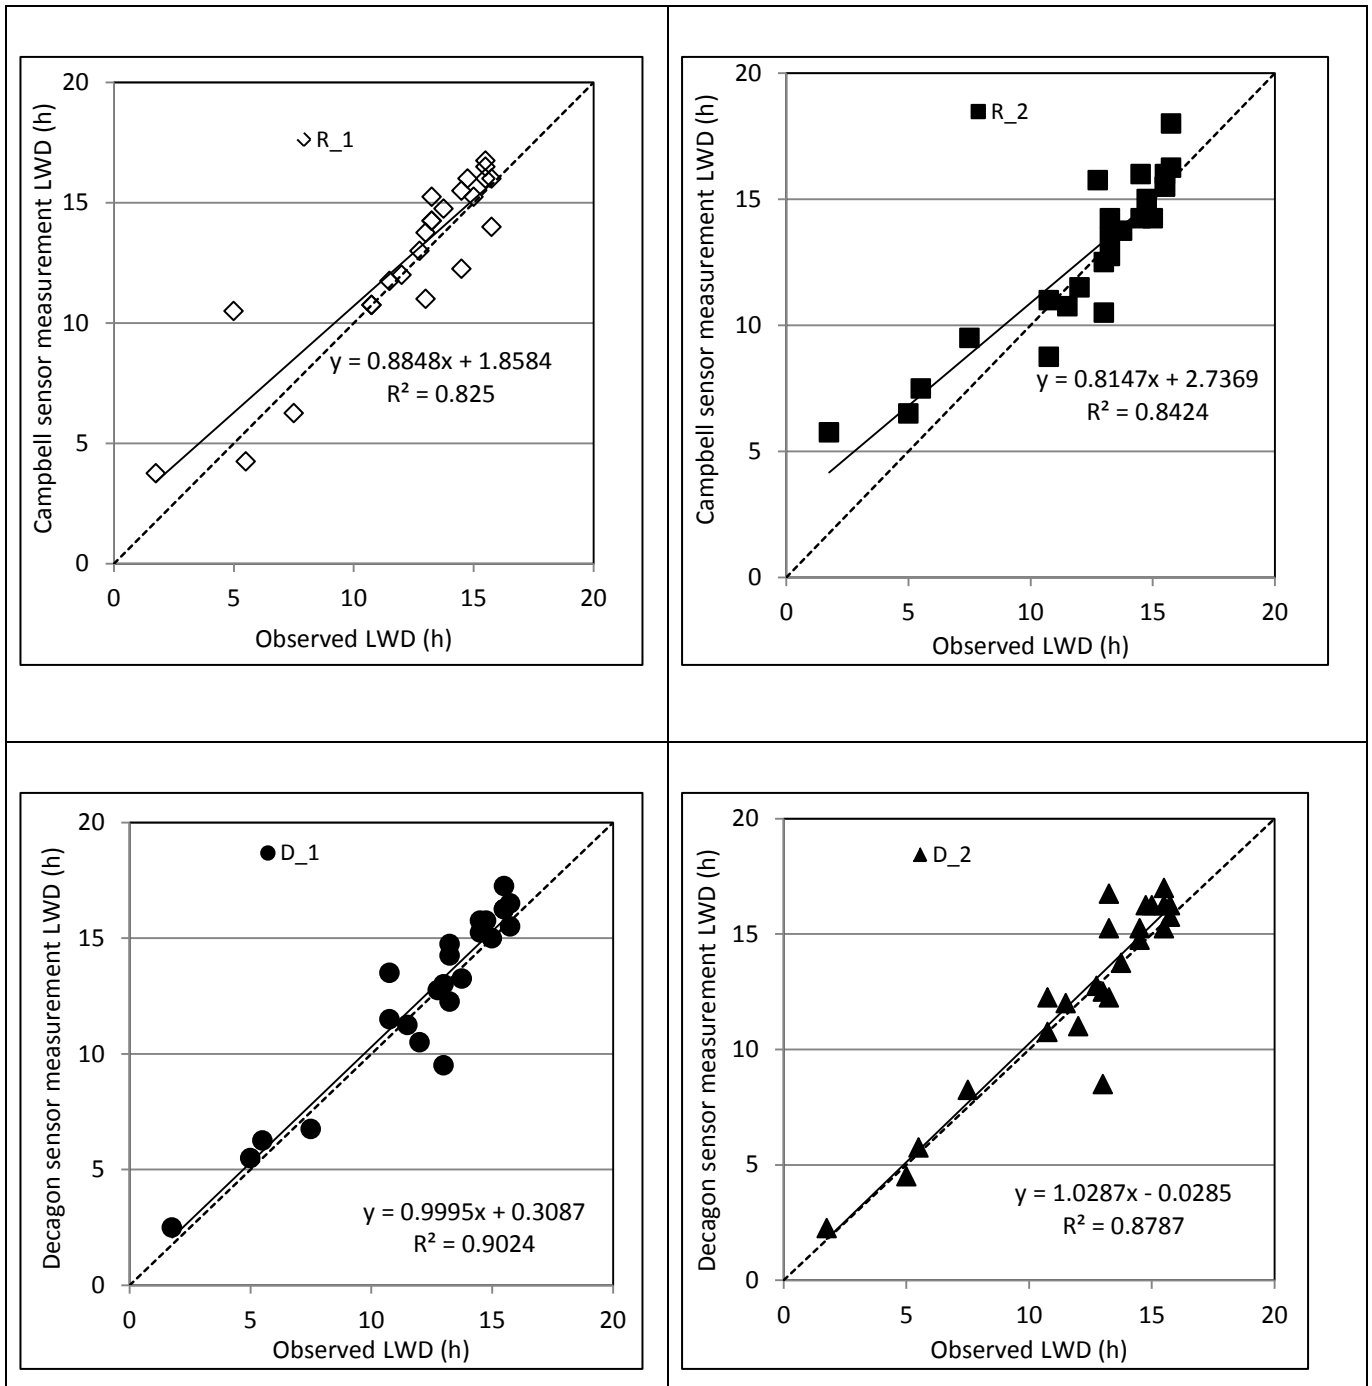 20
15
10
5
0
0 5 10 15 20
Campbell sensor measurement LWD (h)
Observed LWD (h)
R_1
y = 0.8848x + 1.8584
R² = 0.825
20
15
10
5
0
0 5 10 15 20
Campbell sensor measurement LWD (h)
Observed LWD (h)
R_2
y = 0.8147x + 2.7369
R² = 0.8424
20
15
10
5
0
0 5 10 15 20
Decagon sensor measurement LWD (h)
Observed LWD (h)
D_1
y = 0.9995x + 0.3087
R² = 0.9024
20
15
10
5
0
0 5 10 15 20
Decagon sensor measurement LWD (h)
Observed LWD (h)
D_2
y = 1.0287x - 0.0285
R² = 0.8787